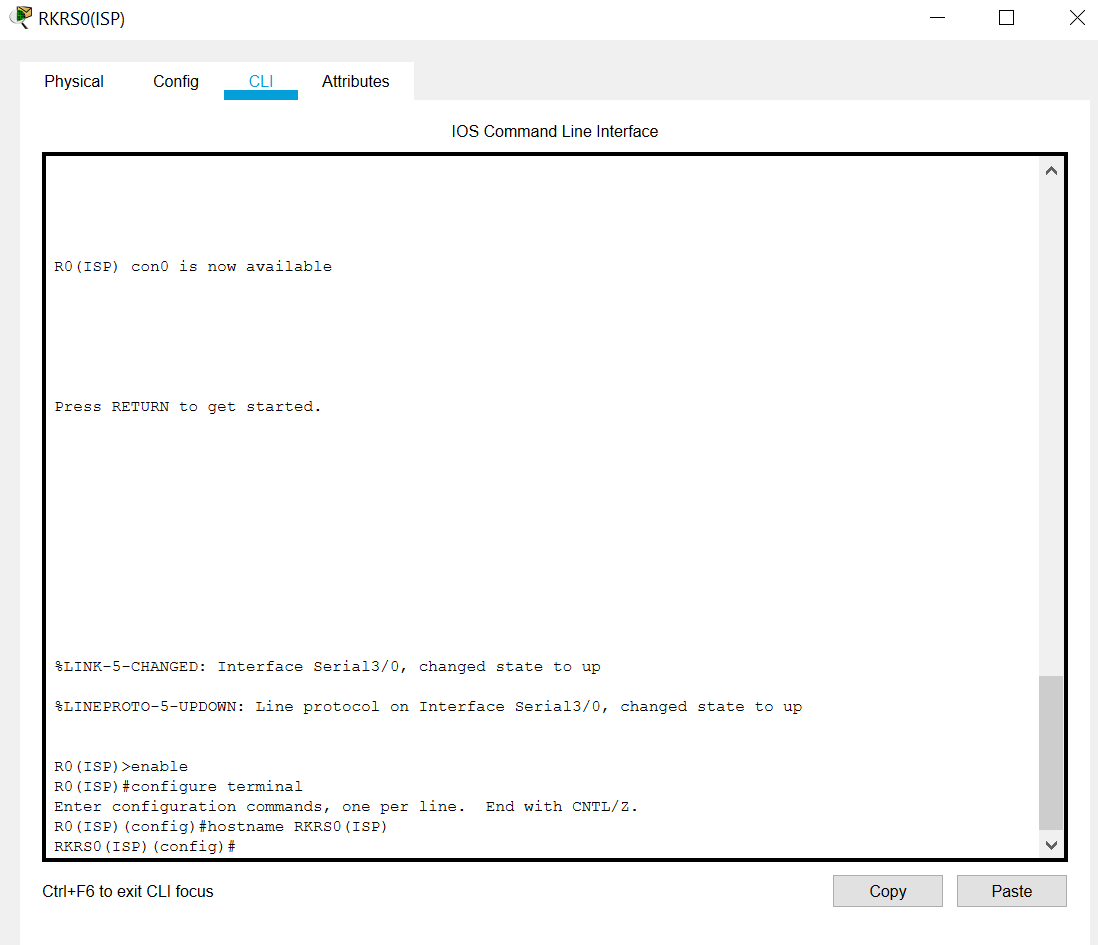 RKRS0(ISP)
Physical Config CLI Attributes
IOS Command Line Interface
R0(ISP) con0 is now available
Press RETURN to get started.
%LINK-5-CHANGED: Interface Serial3/0, changed state to up
%LINEPROTO-5-UPDOWN: Line protocol on Interface Serial3/0, changed state to up
R0(ISP)>enable
R0(ISP)#configure terminal
Enter configuration commands, one per line.  End with CNTL/Z.
R0(ISP)(config)#hostname RKRS0(ISP)
RKRS0(ISP)(config)#
Ctrl+F6 to exit CLI focus
Copy Paste